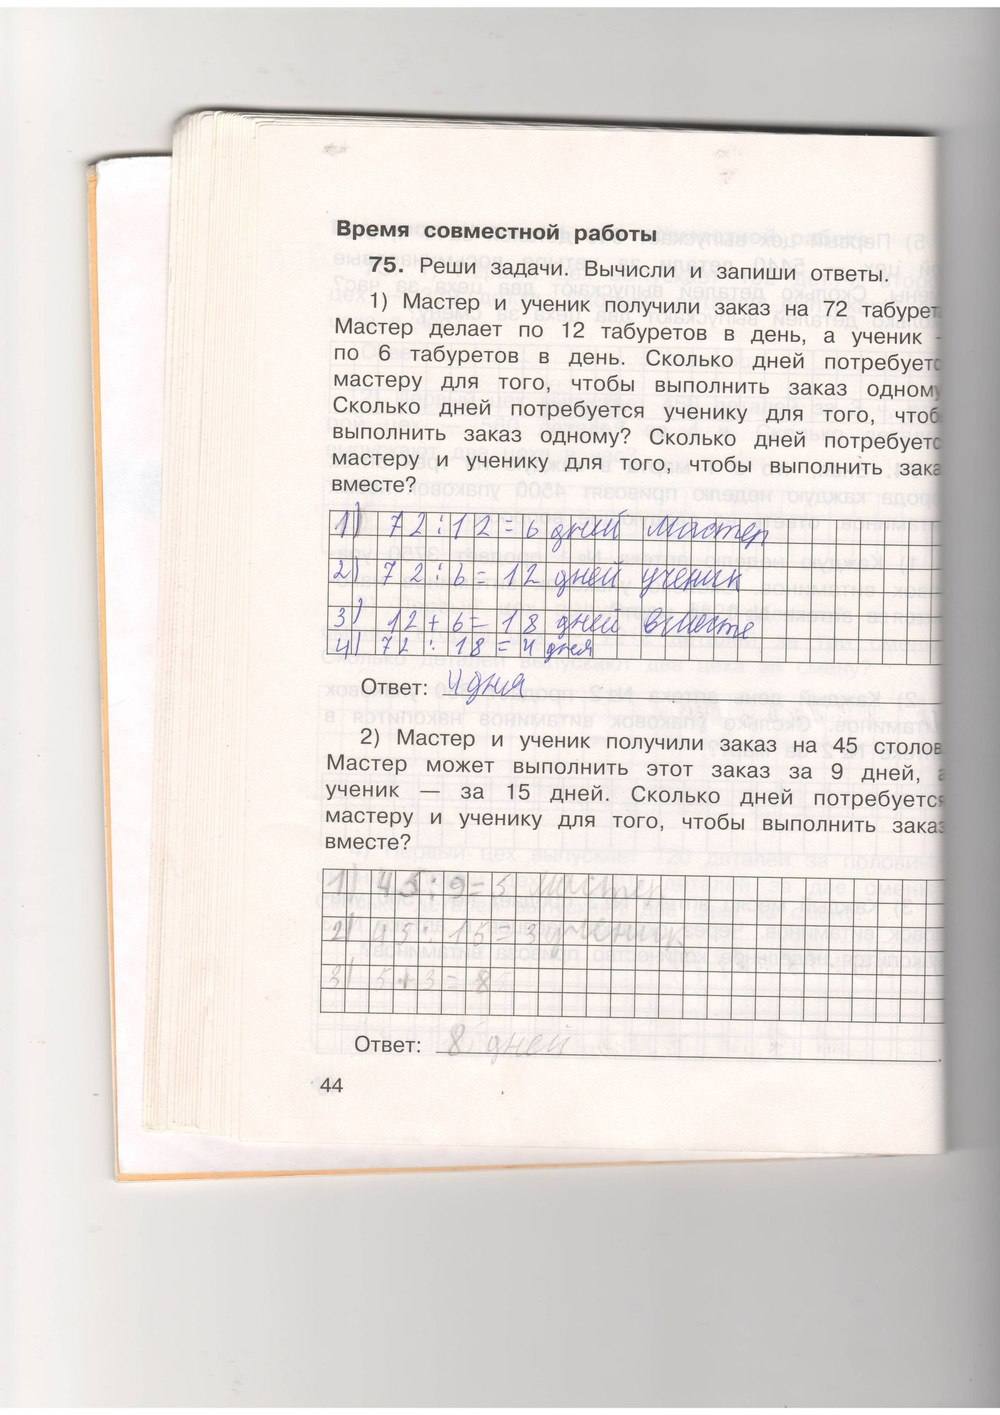 Время совместной работы
75. Реши задачи. Вычисли и запиши ответы.
1) Мастер и ученик получили заказ на 72 табурет
Мастер делает по 12 табуретов в день, а ученик -
по 6 табуретов в день. Сколько дней потребует
мастеру для того, чтобы выполнить заказ одному
Сколько дней потребуется ученику для того, чтоб
выполнить заказ одному? Сколько дней потребует
мастеру и ученику для того, чтобы выполнить зака
вместе?
1) 72:12=6 дней мастер
2) 72:6=12 дней ученик
3) 12+6=18 дней вместе
4) 72:18=4 дня
Ответ: 4 дня
2) Мастер и ученик получили заказ на 45 столов
Мастер может выполнить этот заказ за 9 дней, а
ученик — за 15 дней. Сколько дней потребуется
мастеру и ученику для того, чтобы выполнить заказ
вместе?
1) 45:9=5 мастер
2) 45:15=3 ученик
3) 5+3=8
Ответ: 8 дней
44